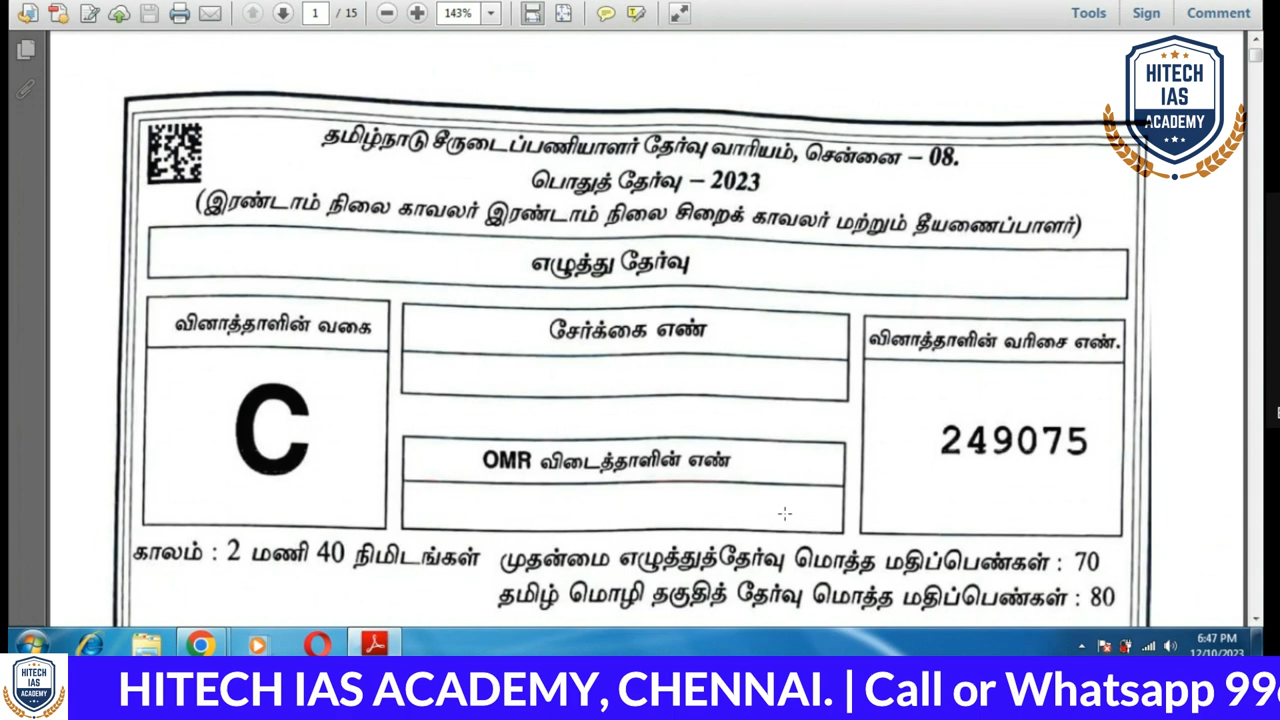 1 / 15
143%
Tools Sign Comment
HITECH
IAS
ACADEMY
தமிழ்நாடு சீருடைப்பணியாளர் தேர்வு வாரியம், சென்னை – 08.
பொதுத் தேர்வு – 2023
(இரண்டாம் நிலை காவலர் இரண்டாம் நிலை சிறைக் காவலர் மற்றும் தீயணைப்பாளர்)
எழுத்து தேர்வு
வினாத்தாளின் வகை
C
சேர்க்கை எண்
OMR விடைத்தாளின் எண்
வினாத்தாளின் வரிசை எண்.
249075
காலம் : 2 மணி 40 நிமிடங்கள் முதன்மை எழுத்துத்தேர்வு மொத்த மதிப்பெண்கள் : 70
தமிழ் மொழி தகுதித் தேர்வு மொத்த மதிப்பெண்கள் : 80
6:47 PM
12/10/2023
HITECH
IAS
ACADEMY
HITECH IAS ACADEMY, CHENNAI. | Call or Whatsapp 99